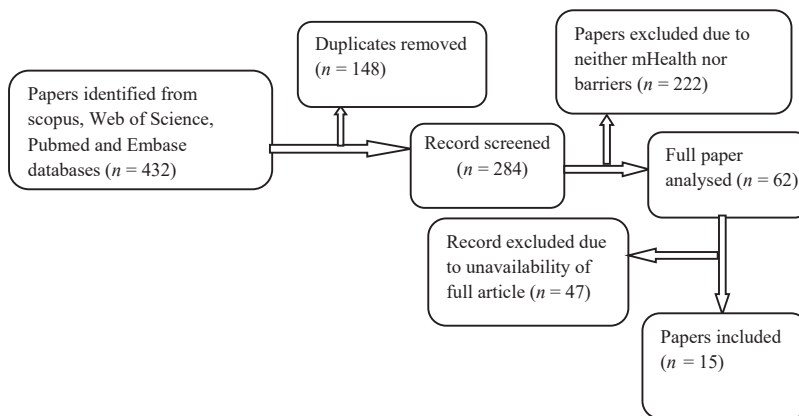 Papers identified from
scopus, Web of Science,
Pubmed and Embase
databases (n = 432)
Duplicates removed
(n = 148)
Record screened
(n = 284)
Papers excluded due to
neither mHealth nor
barriers (n = 222)
Full paper
analysed (n = 62)
Record excluded due
to unavailability of
full article (n = 47)
Papers included
(n = 15)